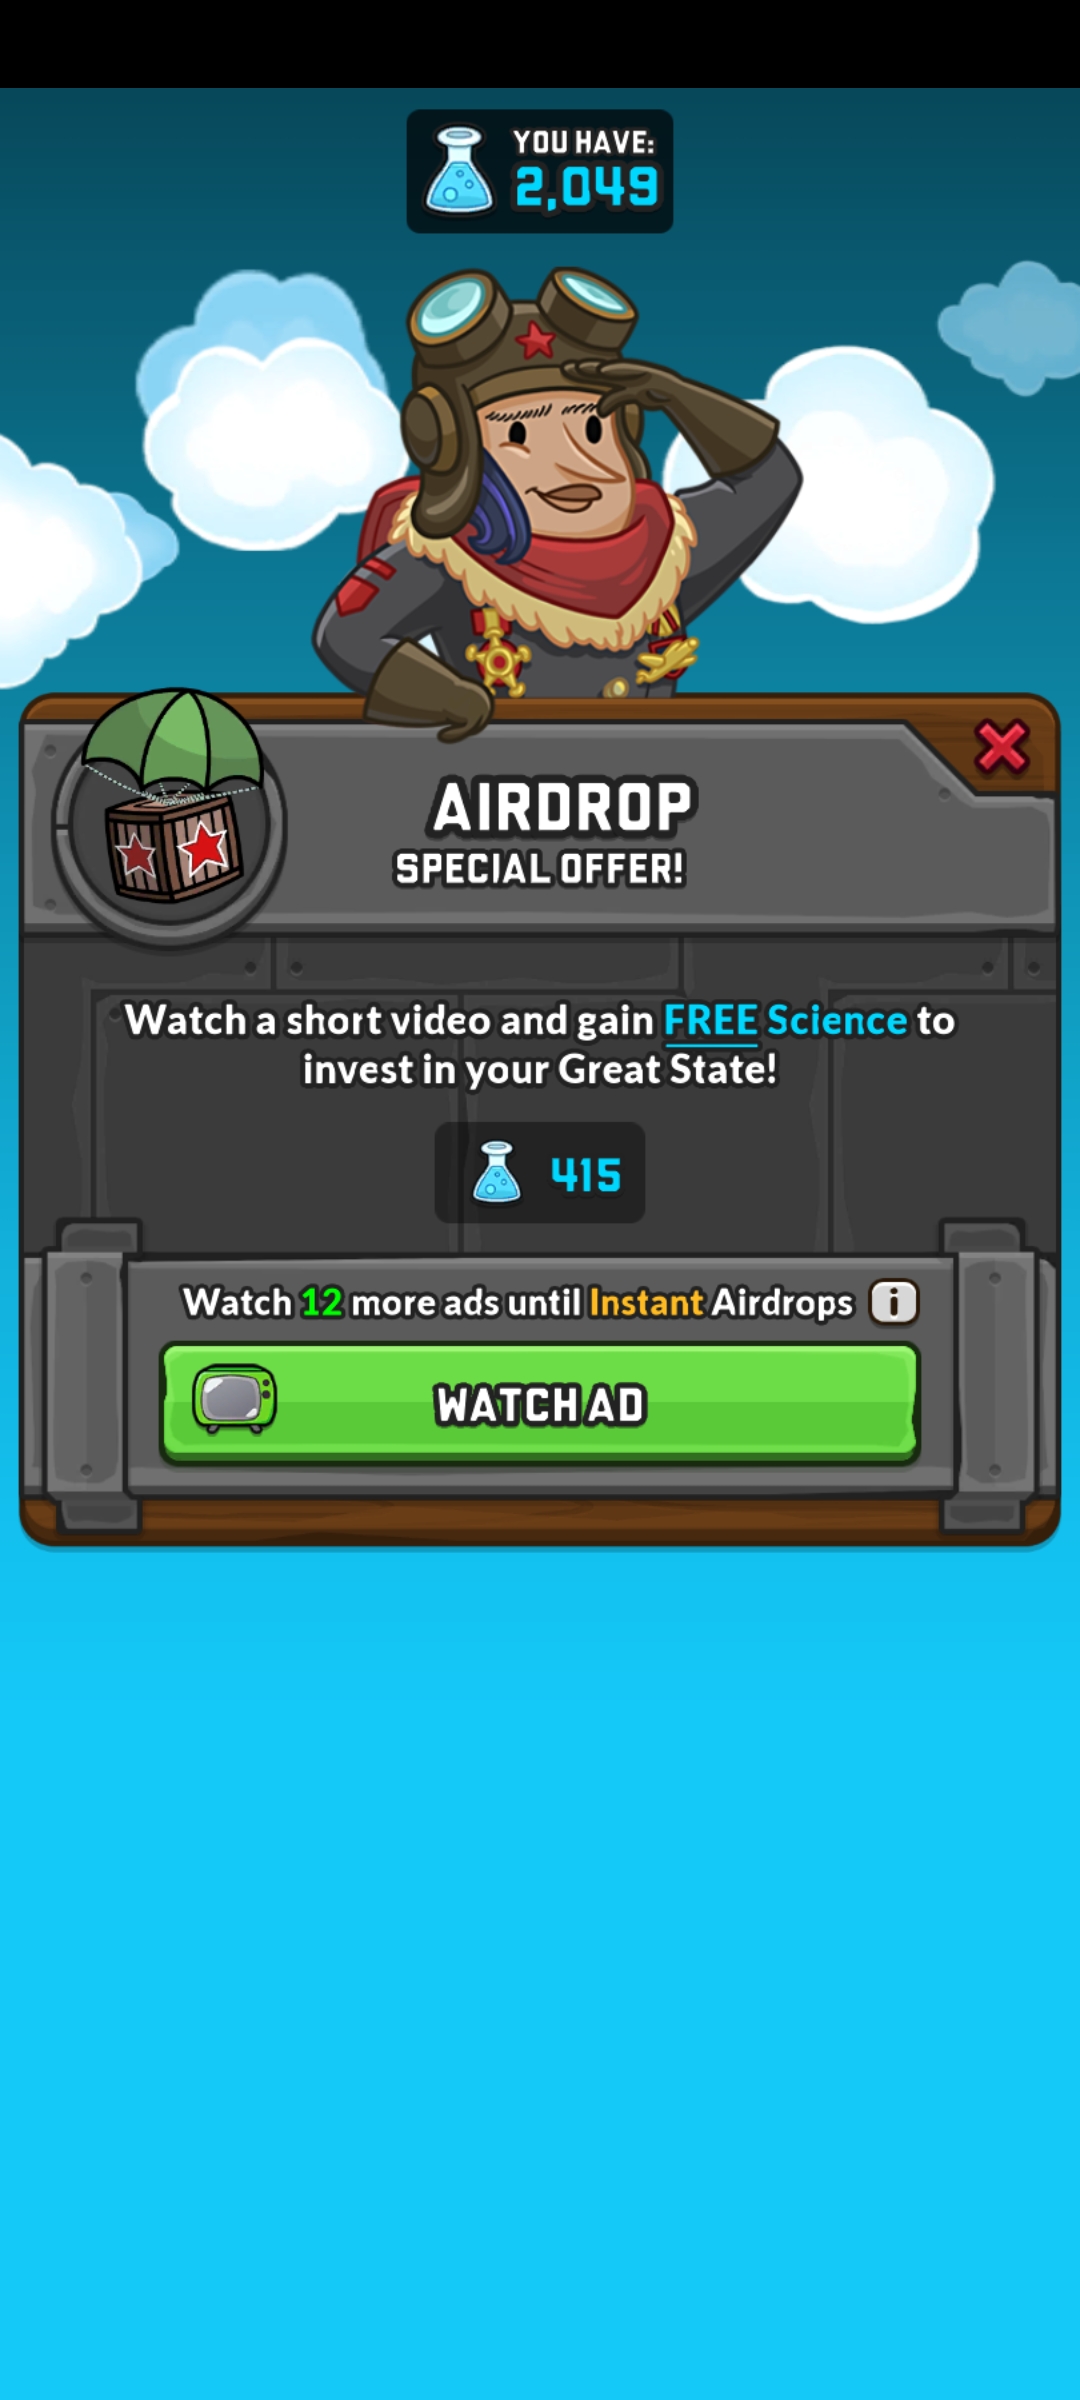 YOU HAVE:
2,049
AIRDROP
SPECIAL OFFER!
Watch a short video and gain FREE Science to
invest in your Great State!
415
Watch 12 more ads until Instant Airdrops i
WATCH AD